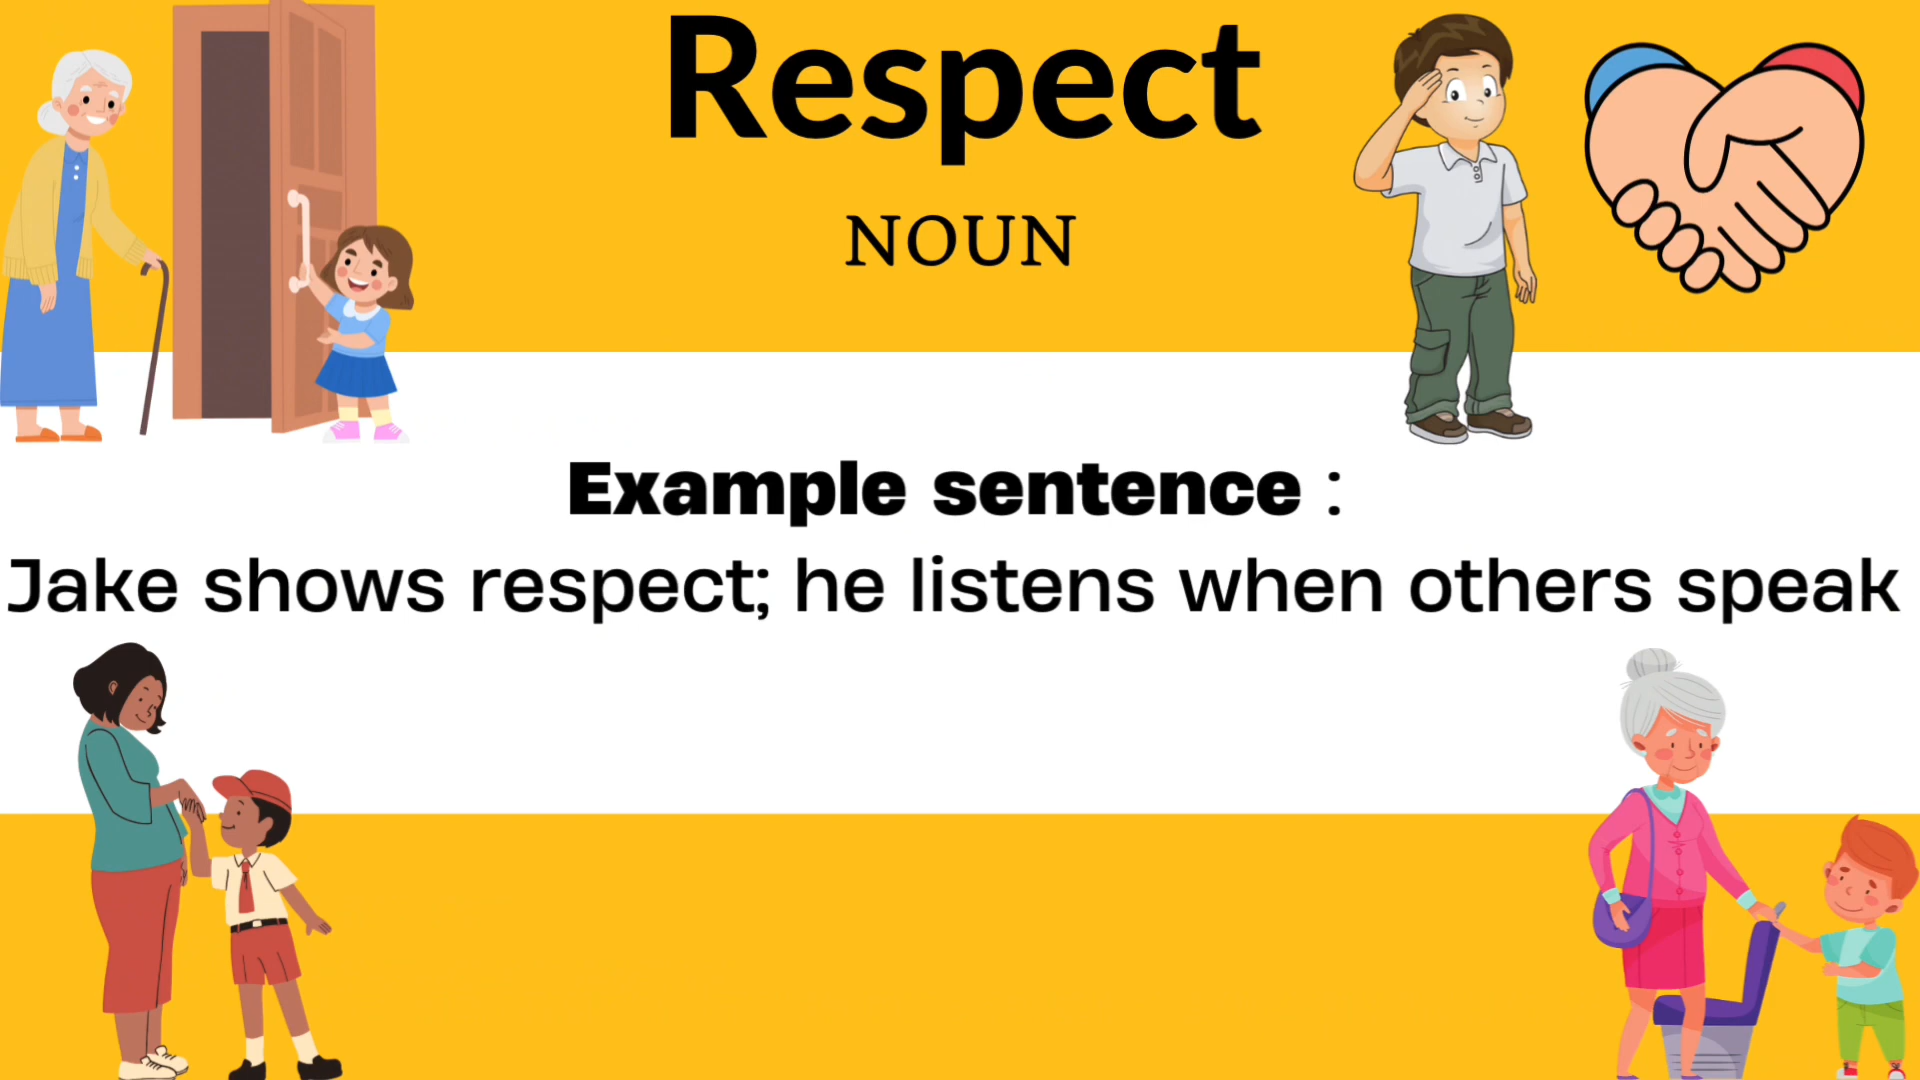 Respect
NOUN
Example sentence :
Jake shows respect; he listens when others speak